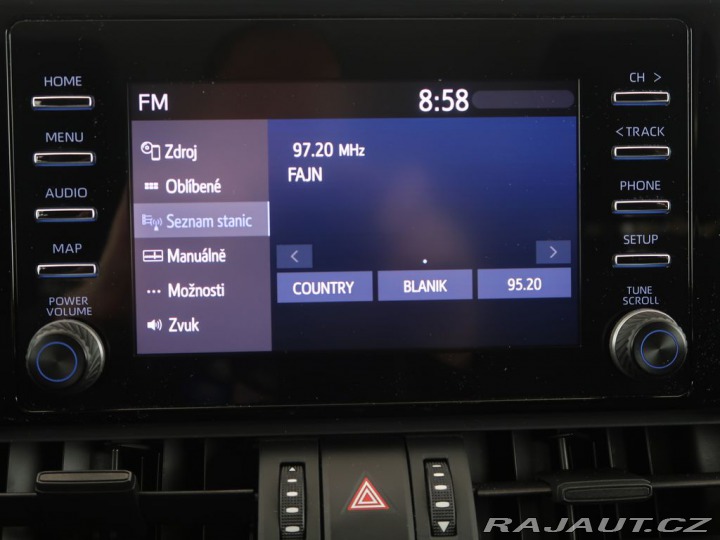 HOME
MENU
AUDIO
MAP
POWER
VOLUME
FM
8:58
Zdroj
Oblíbené
Seznam stanic
Manuálně
Možnosti
Zvuk
97.20 MHz
FAJN
< >
COUNTRY BLANIK 95.20
CH >
< TRACK
PHONE
SETUP
TUNE
SCROLL
RAJAUT.CZ